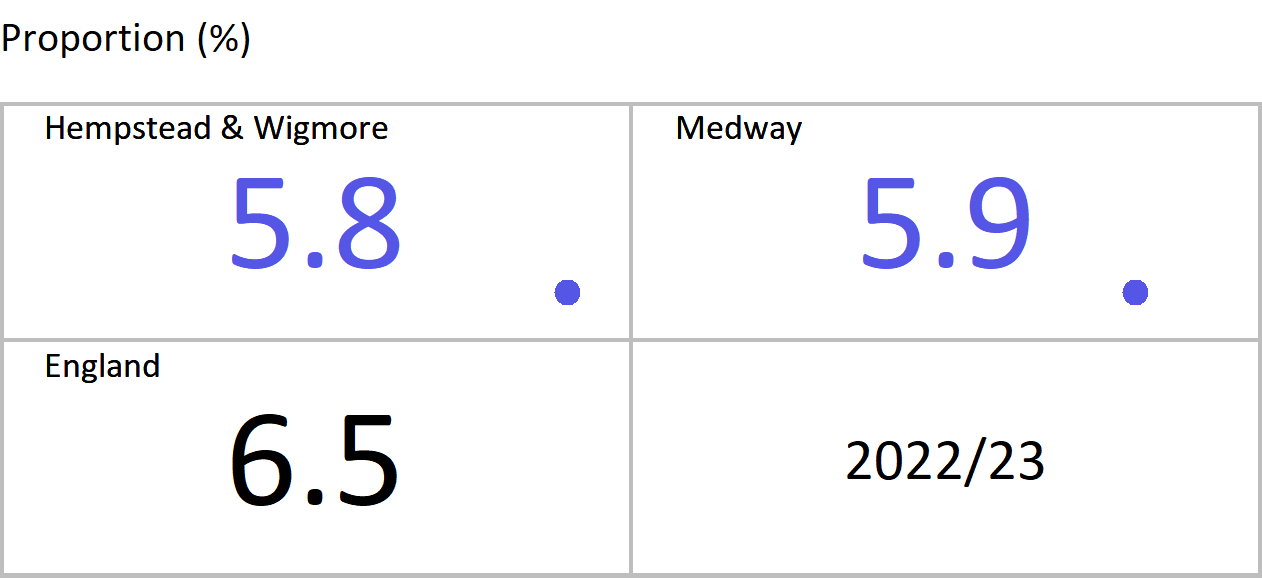 Proportion (%)
Hempstead & Wigmore
5.8
Medway
5.9
England
6.5
2022/23